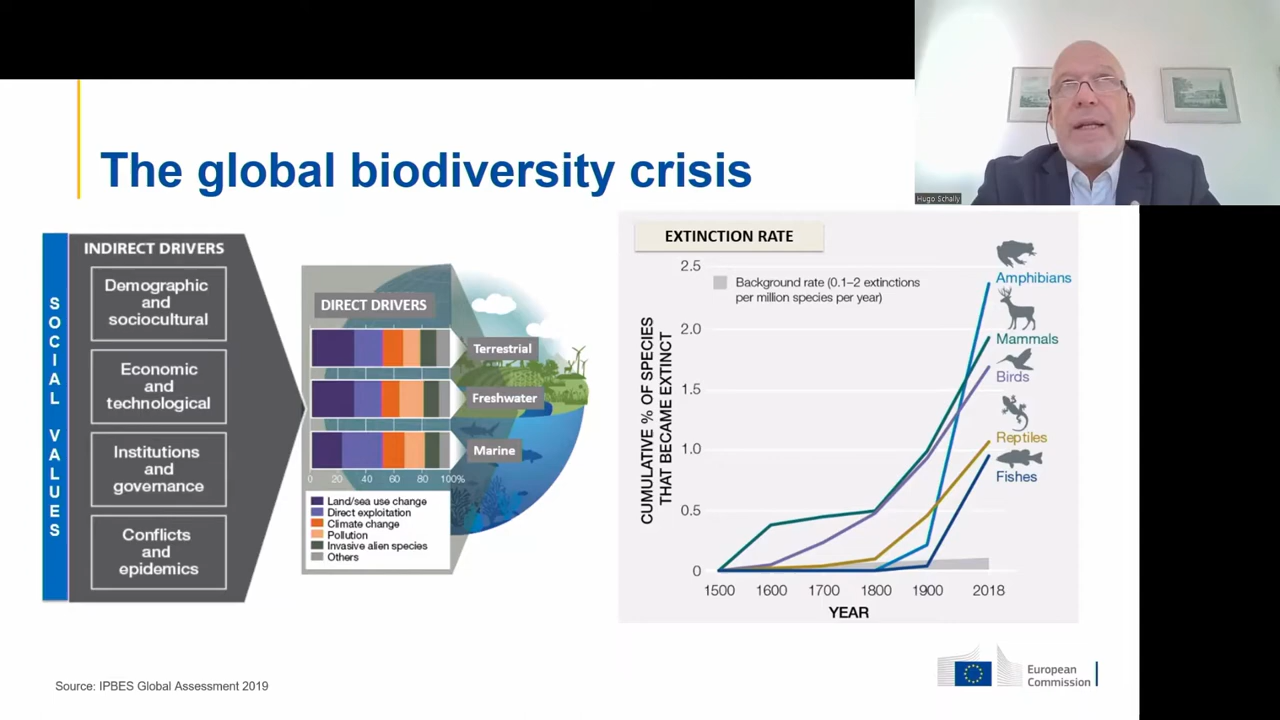 Hugo Schally
The global biodiversity crisis
SOCIAL VALUES
INDIRECT DRIVERS
Demographic
and
sociocultural
Economic
and
technological
Institutions
and
governance
Conflicts
and
epidemics
DIRECT DRIVERS
Terrestrial
Freshwater
Marine
0 20 40 60 80 100%
Land/sea use change
Direct exploitation
Climate change
Pollution
Invasive alien species
Others
EXTINCTION RATE
Background rate (0.1–2 extinctions
per million species per year)
CUMULATIVE % OF SPECIES
THAT BECAME EXTINCT
2.5
2.0
1.5
1.0
0.5
0
Amphibians
Mammals
Birds
Reptiles
Fishes
1500 1600 1700 1800 1900 2018
YEAR
Source: IPBES Global Assessment 2019
European
Commission